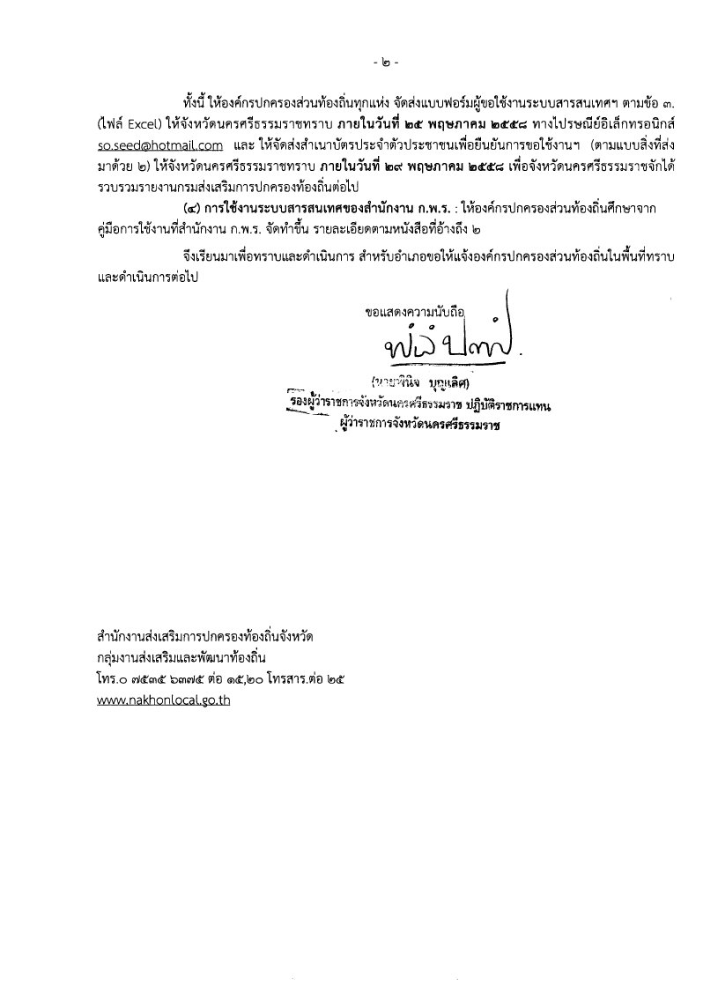 - ๒ -
ทั้งนี้ ให้องค์กรปกครองส่วนท้องถิ่นทุกแห่ง จัดส่งแบบฟอร์มผู้ขอใช้งานระบบสารสนเทศฯ ตามข้อ ๓.
(ไฟล์ Excel) ให้จังหวัดนครศรีธรรมราชทราบ ภายในวันที่ ๒๕ พฤษภาคม ๒๕๕๘ ทางไปรษณีย์อิเล็กทรอนิกส์
so.seed@hotmail.com และ ให้จัดส่งสำเนาบัตรประจำตัวประชาชนเพื่อยืนยันการขอใช้งานฯ (ตามแบบสิ่งที่ส่ง
มาด้วย ๒) ให้จังหวัดนครศรีธรรมราชทราบ ภายในวันที่ ๒๙ พฤษภาคม ๒๕๕๘ เพื่อจังหวัดนครศรีธรรมราชจักได้
รวบรวมรายงานกรมส่งเสริมการปกครองท้องถิ่นต่อไป
(๔) การใช้งานระบบสารสนเทศของสำนักงาน ก.พ.ร. : ให้องค์กรปกครองส่วนท้องถิ่นศึกษาจาก
คู่มือการใช้งานที่สำนักงาน ก.พ.ร. จัดทำขึ้น รายละเอียดตามหนังสือที่อ้างถึง ๒
จึงเรียนมาเพื่อทราบและดำเนินการ สำหรับอำเภอขอให้แจ้งองค์กรปกครองส่วนท้องถิ่นในพื้นที่ทราบ
และดำเนินการต่อไป
ขอแสดงความนับถือ
(นายพินิจ บุญเลิศ)
รองผู้ว่าราชการจังหวัดนครศรีธรรมราช ปฏิบัติราชการแทน
ผู้ว่าราชการจังหวัดนครศรีธรรมราช
สำนักงานส่งเสริมการปกครองท้องถิ่นจังหวัด
กลุ่มงานส่งเสริมและพัฒนาท้องถิ่น
โทร.๐ ๗๕๓๕ ๖๓๗๕ ต่อ ๑๕,๒๐ โทรสาร.ต่อ ๒๕
www.nakhonlocal.go.th